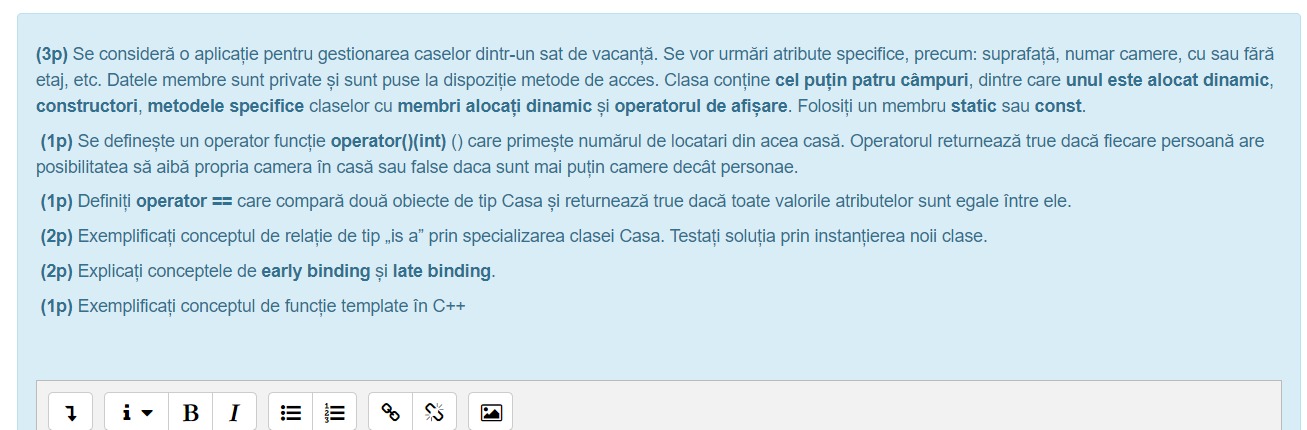 (3p) Se consideră o aplicație pentru gestionarea caselor dintr-un sat de vacanță. Se vor urmări atribute specifice, precum: suprafață, numar camere, cu sau fără
etaj, etc. Datele membre sunt private și sunt puse la dispoziție metode de acces. Clasa conține cel puțin patru câmpuri, dintre care unul este alocat dinamic,
constructori, metodele specifice claselor cu membri alocați dinamic și operatorul de afișare. Folosiți un membru static sau const.
(1p) Se definește un operator funcție operator()(int) () care primește numărul de locatari din acea casă. Operatorul returnează true dacă fiecare persoană are
posibilitatea să aibă propria camera în casă sau false daca sunt mai puțin camere decât personae.
(1p) Definiți operator == care compară două obiecte de tip Casa și returnează true dacă toate valorile atributelor sunt egale între ele.
(2p) Exemplificați conceptul de relație de tip „is a” prin specializarea clasei Casa. Testați soluția prin instanțierea noii clase.
(2p) Explicați conceptele de early binding și late binding.
(1p) Exemplificați conceptul de funcție template în C++
i B I